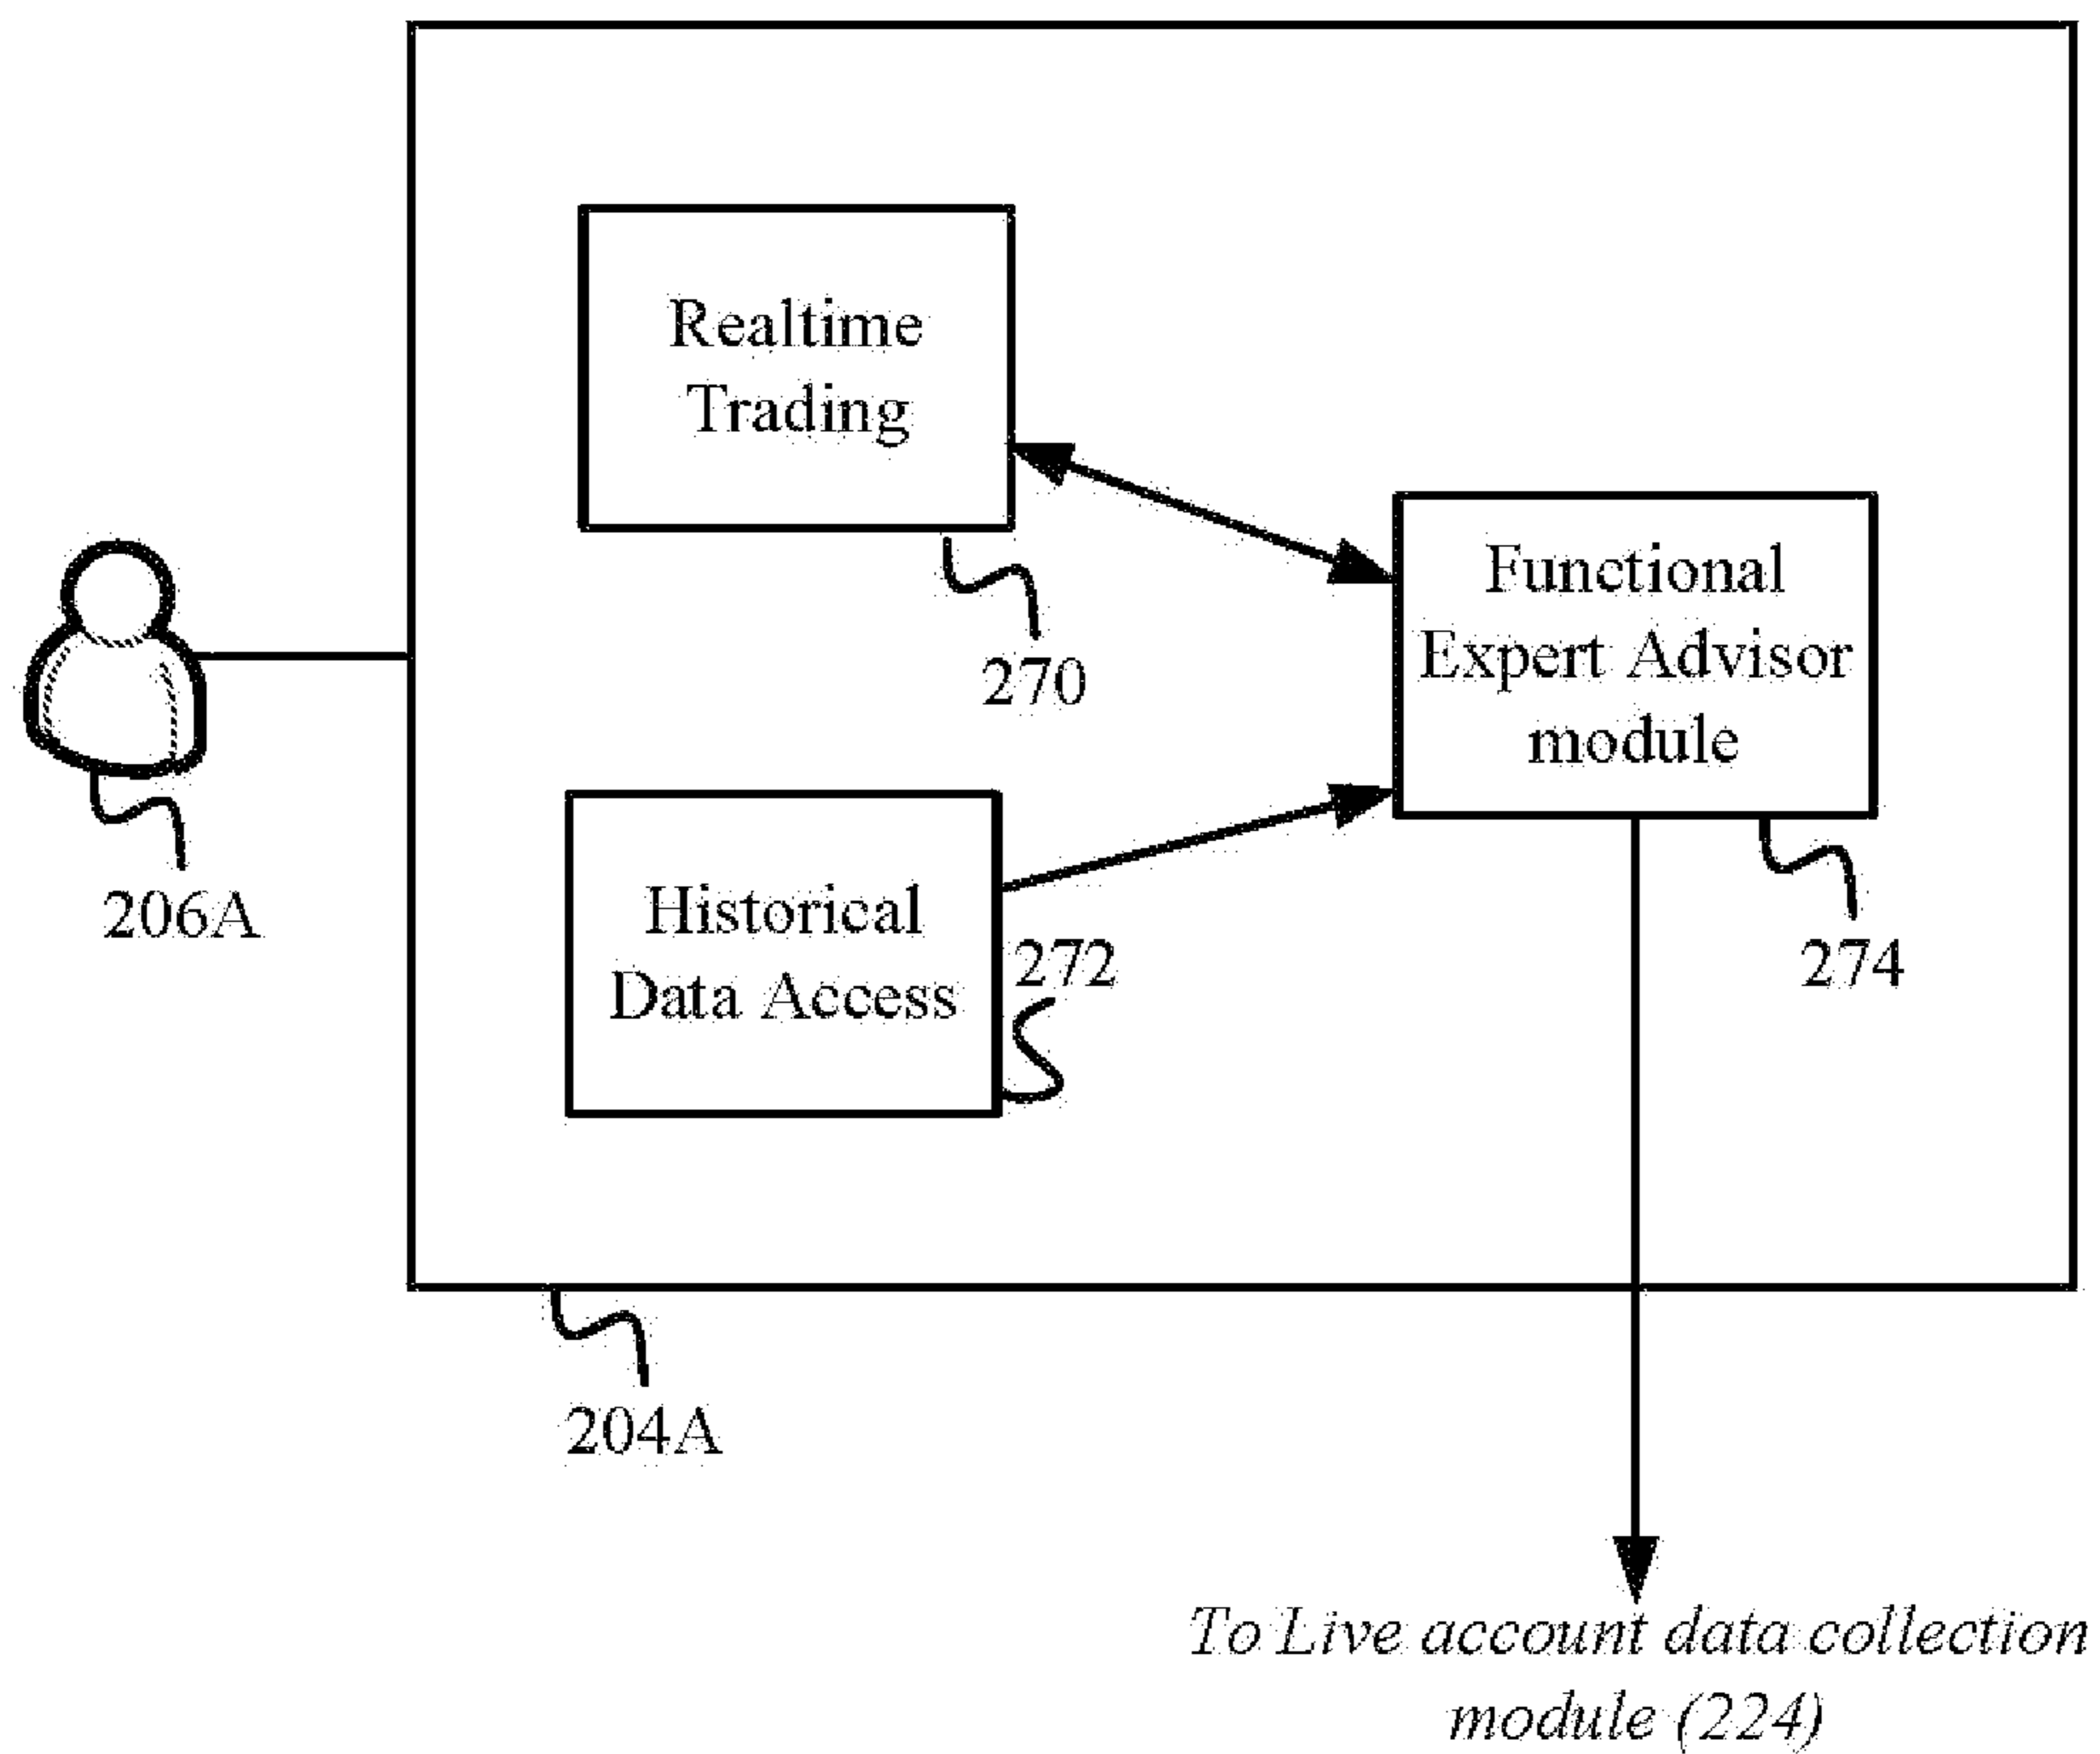 Realtime
Trading
270
Functional
Expert Advisor
module
274
206A
Historical
Data Access
272
204A
To Live account data collection
module (224)